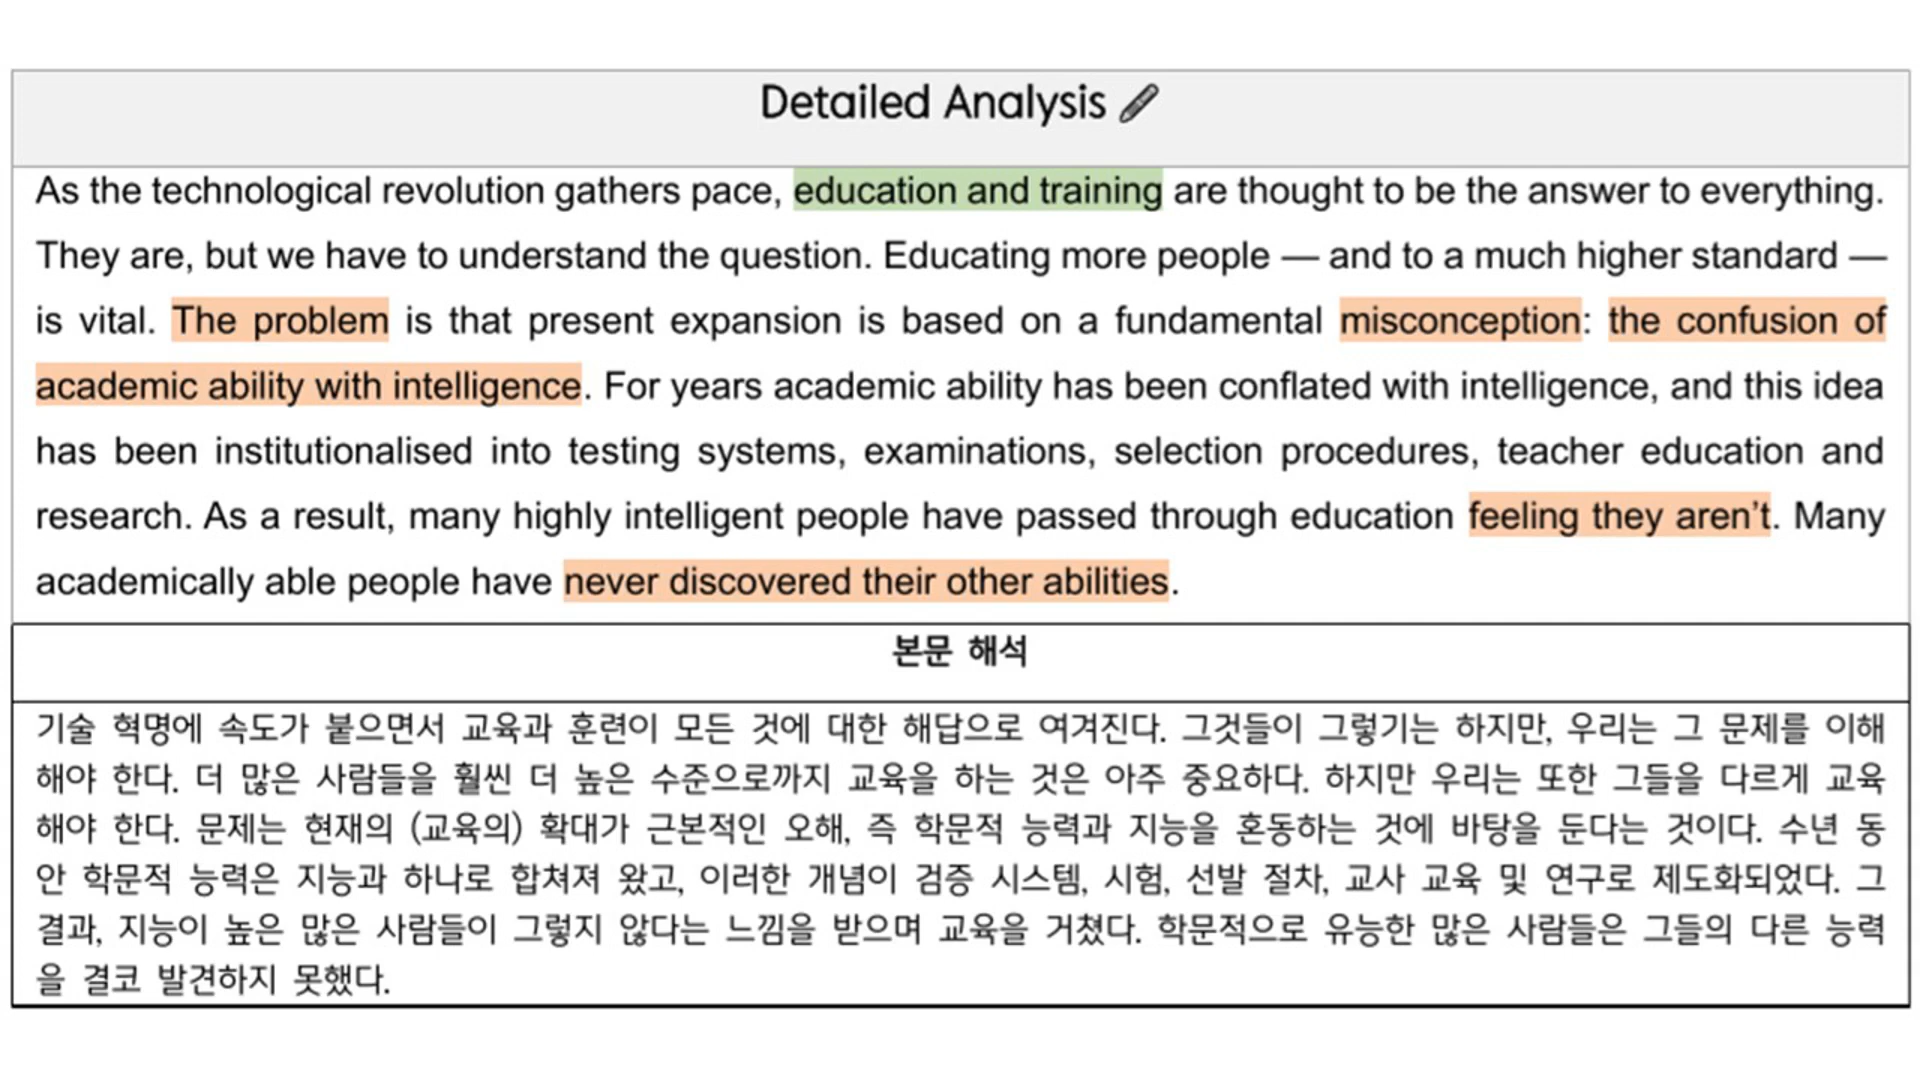 Detailed Analysis
As the technological revolution gathers pace, education and training are thought to be the answer to everything.
They are, but we have to understand the question. Educating more people — and to a much higher standard —
is vital. The problem is that present expansion is based on a fundamental misconception: the confusion of
academic ability with intelligence. For years academic ability has been conflated with intelligence, and this idea
has been institutionalised into testing systems, examinations, selection procedures, teacher education and
research. As a result, many highly intelligent people have passed through education feeling they aren’t. Many
academically able people have never discovered their other abilities.
본문 해석
기술 혁명에 속도가 붙으면서 교육과 훈련이 모든 것에 대한 해답으로 여겨진다. 그것들이 그렇기는 하지만, 우리는 그 문제를 이해
해야 한다. 더 많은 사람들을 훨씬 더 높은 수준으로까지 교육을 하는 것은 아주 중요하다. 하지만 우리는 또한 그들을 다르게 교육
해야 한다. 문제는 현재의 (교육의) 확대가 근본적인 오해, 즉 학문적 능력과 지능을 혼동하는 것에 바탕을 둔다는 것이다. 수년 동
안 학문적 능력은 지능과 하나로 합쳐져 왔고, 이러한 개념이 검증 시스템, 시험, 선발 절차, 교사 교육 및 연구로 제도화되었다. 그
결과, 지능이 높은 많은 사람들이 그렇지 않다는 느낌을 받으며 교육을 거쳤다. 학문적으로 유능한 많은 사람들은 그들의 다른 능력
을 결코 발견하지 못했다.